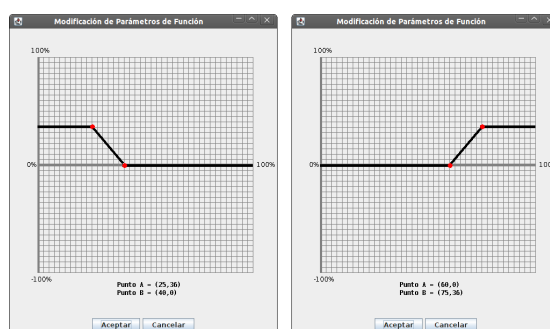 Modificación de Parámetros de Función
100%
0%
100%
-100%
Punto A = (25,36)
Punto B = (40,0)
Aceptar
Cancelar
Modificación de Parámetros de Función
100%
0%
100
-100%
Punto A = (60,0)
Punto B = (75,36)
Aceptar
Cancelar